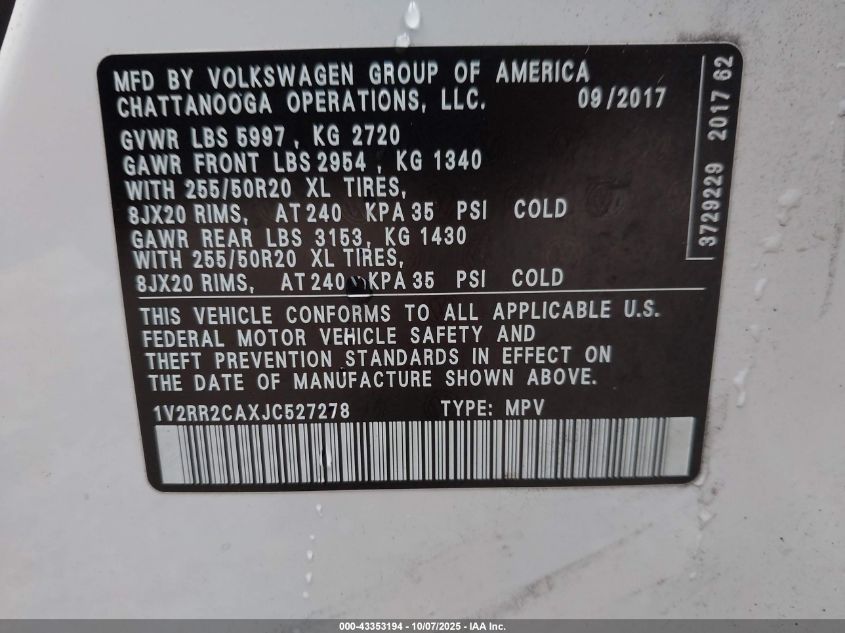 MFD BY VOLKSWAGEN GROUP OF AMERICA
CHATTANOOGA OPERATIONS, LLC. 09/2017
GVWR LBS 5997, KG 2720
GAWR FRONT LBS 2954, KG 1340
WITH 255/50R20 XL TIRES,
8JX20 RIMS, AT 240 KPA 35 PSI COLD
GAWR REAR LBS 3153, KG 1430
WITH 255/50R20 XL TIRES,
8JX20 RIMS, AT 240 KPA 35 PSI COLD
THIS VEHICLE CONFORMS TO ALL APPLICABLE U.S.
FEDERAL MOTOR VEHICLE SAFETY AND
THEFT PREVENTION STANDARDS IN EFFECT ON
THE DATE OF MANUFACTURE SHOWN ABOVE.
1V2RR2CAXJC527278 TYPE: MPV
3729229 2017 62
000-43353194 - 10/07/2025 - IAA Inc.